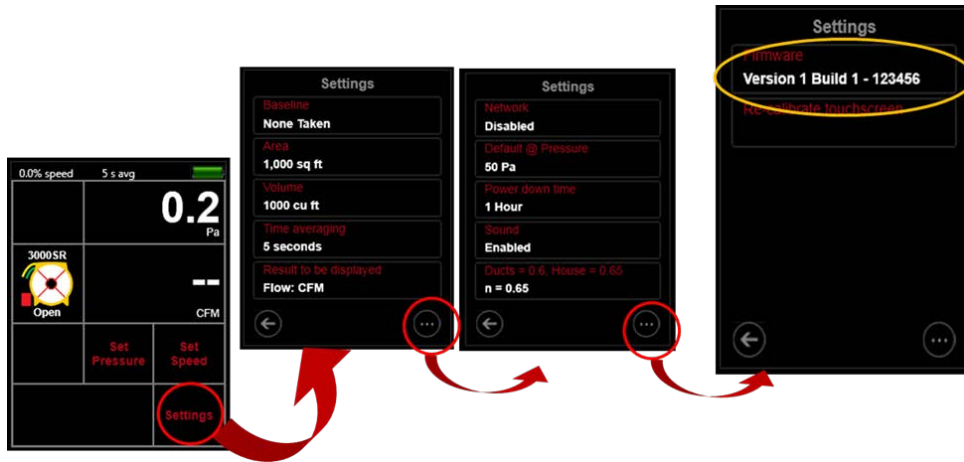 0.0% speed 5 s avg
0.2
Pa
3000SR
Open
--
CFM
Set Pressure
Set Speed
Settings
Settings
Baseline
None Taken
Area
1,000 sq ft
Volume
1000 cu ft
Time averaging
5 seconds
Result to be displayed
Flow: CFM
Settings
Network
Disabled
Default @ Pressure
50 Pa
Power down time
1 Hour
Sound
Enabled
Ducts = 0.6, House = 0.65
n = 0.65
Settings
Firmware
Version 1 Build 1 - 123456
Re-calibrate touchscreen